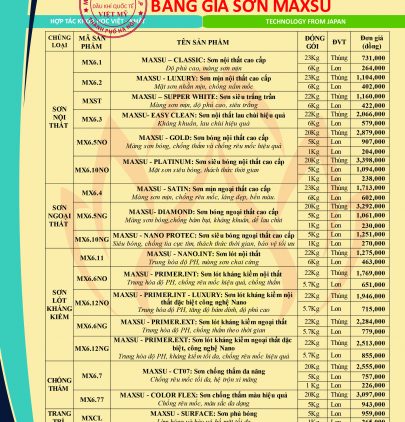 DẦU KHÍ QUỐC TẾ
VIỆT MỸ
BẢNG GIÁ SƠN MAXSU
TECHNOLOGY FROM JAPAN
CHỦNG LOẠI
MÃ SẢN PHẨM
TÊN SẢN PHẨM
ĐÓNG GÓI
ĐVT
Đơn giá (đồng)
SƠN NỘI THẤT
MX6.1
MAXSU – CLASSIC: Sơn nội thất cao cấp
Độ phủ cao, màng sơn mịn
23Kg Thùng 731,000
6Kg Lon 264,000
MX6.2
MAXSU - LUXURY: Sơn mịn nội thất cao cấp
Mặt sơn nhẵn mịn, chống nấm mốc
23Kg Thùng 1,104,000
6Kg Lon 402,000
MXST
MAXSU – SUPPER WHITE: Sơn siêu trắng trần
Màng sơn mịn, độ phủ cao, siêu trắng
22Kg Thùng 1,160,000
6Kg Lon 422,000
MX6.3
MAXSU– EASY CLEAN: Sơn nội thất lau chùi hiệu quả
Kháng khuẩn, lau chùi hiệu quả
22Kg Thùng 2,066,000
6Kg Lon 579,000
MX6.5NO
MAXSU - GOLD: Sơn bóng nội thất cao cấp
Màng sơn bóng, chống thấm và chống rêu mốc hiệu quả
20Kg Thùng 2,879,000
5Kg Lon 907,000
1Kg Lon 204,000
MX6.10NO
MAXSU - PLATINUM: Sơn siêu bóng nội thất cao cấp
Mặt sơn siêu bóng, thách thức thời gian
20Kg Thùng 3,398,000
5Kg Lon 1,094,000
1Kg Lon 238,000
SƠN NGOẠI THẤT
MX6.4
MAXSU - SATIN: Sơn mịn ngoại thất cao cấp
Màng sơn mịn, chống rêu mốc, láng đẹp, bền màu
23Kg Thùng 1,713,000
6Kg Lon 602,000
MX6.5NG
MAXSU- DIAMOND: Sơn bóng ngoại thất cao cấp
Màng sơn bóng,chống bám bụi, kháng khuẩn, dễ lau chùi
20Kg Thùng 3,292,000
5Kg Lon 1,061,000
1Kg Lon 230,000
MX6.10NG
MAXSU - NANO PROTEC: Sơn siêu bóng ngoại thất cao cấp
Siêu bóng, chống tia cực tím, thách thức thời gian, bảo vệ tối ưu
5Kg Lon 1,251,000
1Kg Lon 270,000
SƠN LÓT KHÁNG KIỀM
MX6.11
MAXSU - NANO.INT: Sơn lót nội thất
Trung hòa độ PH, màng sơn chai cứng
22Kg Thùng 1,275,000
6Kg Lon 463,000
MX6.6NO
MAXSU - PRIMER.INT: Sơn lót kháng kiềm nội thất
Trung hòa độ PH, chống rêu mốc hiệu quả, chống thấm
22Kg Thùng 1,769,000
5.7Kg Lon 651,000
MX6.12NO
MAXSU - PRIMER.INT - LUXURY: Sơn lót kháng kiềm nội thất đặc biệt, công nghệ Nano
Trung hòa độ PH, tăng độ bám dính, độ phủ cao
22Kg Thùng 1,946,000
5.7Kg Lon 715,000
MX6.6NG
MAXSU - PRIMER.EXT: Sơn lót kháng kiềm ngoại thất
Trung hòa độ PH, chống thấm theo thời gian
22Kg Thùng 2,284,000
5.7Kg Lon 779,000
MX6.12NG
MAXSU - PRIMER.EXT: Sơn lót kháng kiềm ngoại thất đặc biệt, công nghệ Nano
Trung hòa độ PH, kháng kiềm tối đa, chống rêu mốc hiệu quả
22Kg Thùng 2,513,000
5.7Kg Lon 855,000
CHỐNG THẤM
MX6.7
MAXSU - CT07: Sơn chống thấm đa năng
Chống rêu mốc tối đa, hệ trộn xi măng
20Kg Thùng 2,555,000
5Kg Lon 757,000
1 Kg Lon 226,000
MX6.77
MAXSU - COLOR FLEX: Sơn chống thấm màu hiệu quả
Chống rêu, mốc, màu sắc đa dạng
20Kg Thùng 3,097,000
5Kg Lon 943,000
TRANG TRÍ
MXCL
MAXSU - SURFACE: Sơn phủ bóng
5Kg Lon 959,000
1Kg Lon 265,000